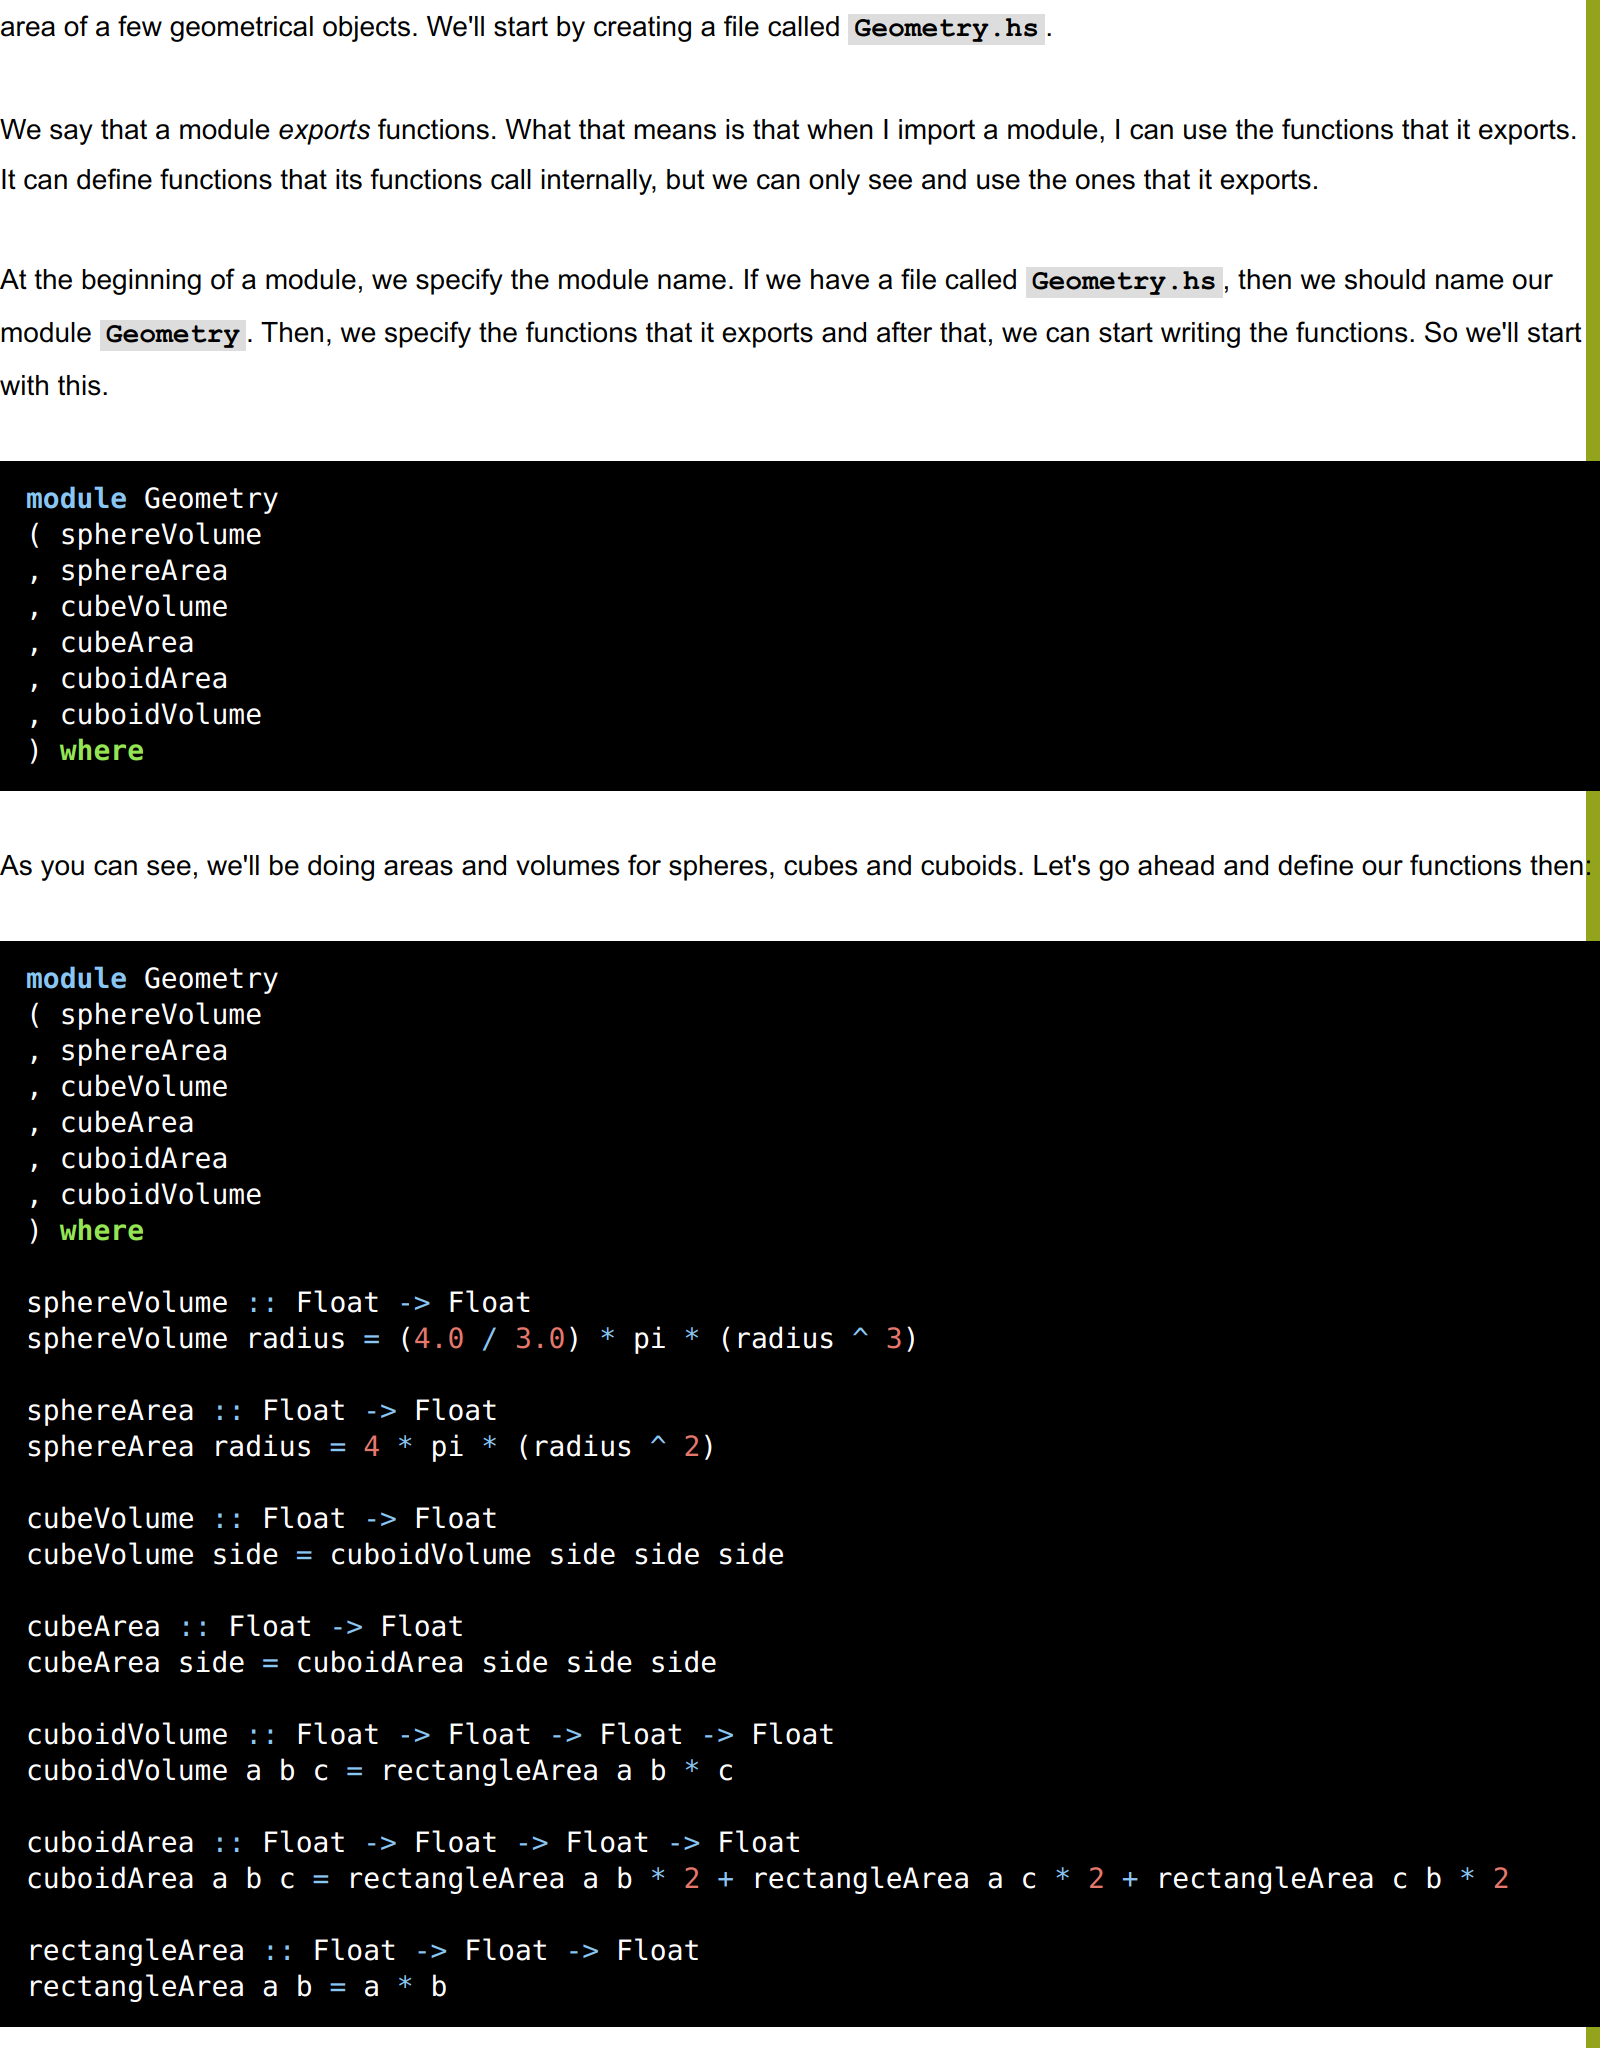 area of a few geometrical objects. We'll start by creating a file called Geometry.hs.
We say that a module exports functions. What that means is that when I import a module, I can use the functions that it exports.
It can define functions that its functions call internally, but we can only see and use the ones that it exports.
At the beginning of a module, we specify the module name. If we have a file called Geometry.hs, then we should name our
module Geometry. Then, we specify the functions that it exports and after that, we can start writing the functions. So we'll start
with this.
module Geometry
( sphereVolume
, sphereArea
, cubeVolume
, cubeArea
, cuboidArea
, cuboidVolume
) where
As you can see, we'll be doing areas and volumes for spheres, cubes and cuboids. Let's go ahead and define our functions then:
module Geometry
( sphereVolume
, sphereArea
, cubeVolume
, cubeArea
, cuboidArea
, cuboidVolume
) where
sphereVolume :: Float -> Float
sphereVolume radius = (4.0 / 3.0) * pi * (radius ^ 3)
sphereArea :: Float -> Float
sphereArea radius = 4 * pi * (radius ^ 2)
cubeVolume :: Float -> Float
cubeVolume side = cuboidVolume side side side
cubeArea :: Float -> Float
cubeArea side = cuboidArea side side side
cuboidVolume :: Float -> Float -> Float -> Float
cuboidVolume a b c = rectangleArea a b * c
cuboidArea :: Float -> Float -> Float -> Float
cuboidArea a b c = rectangleArea a b * 2 + rectangleArea a c * 2 + rectangleArea c b * 2
rectangleArea :: Float -> Float -> Float
rectangleArea a b = a * b